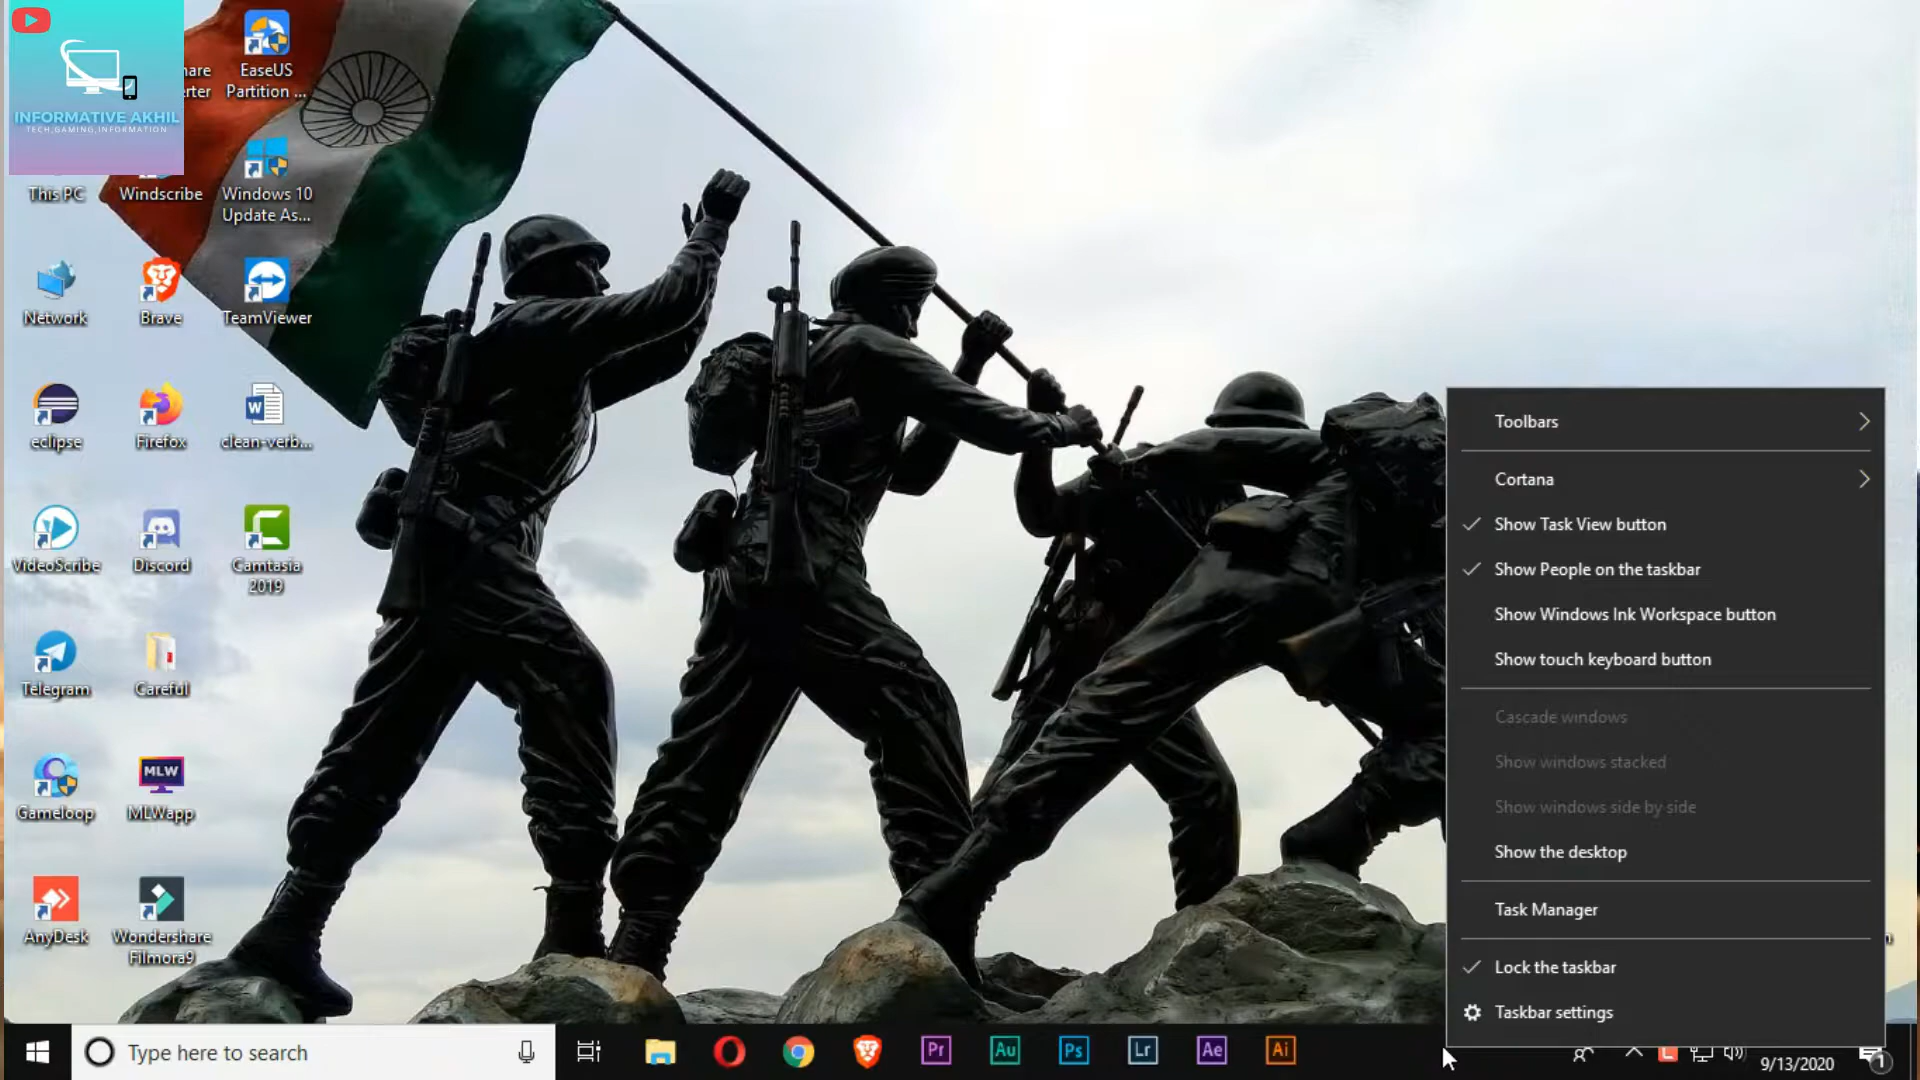 INFORMATIVE AKHIL
TECH,GAMING,INFORMATION
EaseUS
Partition ...
This PC
Windscribe
Windows 10
Update As...
Network
Brave
TeamViewer
eclipse
Firefox
W
clean-verb...
VideoScribe
Discord
Camtasia
2019
Telegram
Careful
Gameloop
MLW
MLWapp
AnyDesk
Wondershare
Filmora9
Toolbars
Cortana
Show Task View button
Show People on the taskbar
Show Windows Ink Workspace button
Show touch keyboard button
Cascade windows
Show windows stacked
Show windows side by side
Show the desktop
Task Manager
Lock the taskbar
Taskbar settings
Type here to search
Pr
Au
Ps
Lr
Ae
Ai
9/13/2020
1